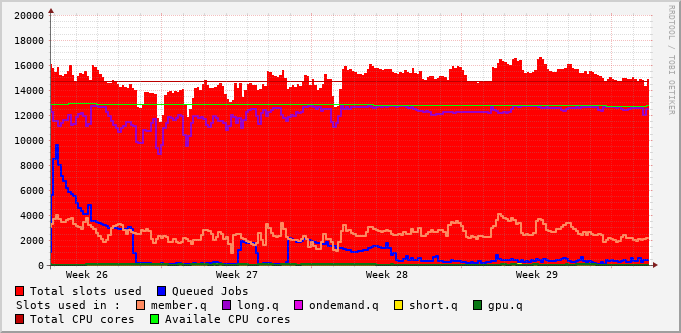 RRDTOOL / TOBI OETIKER
20000
18000
16000
14000
12000
10000
8000
6000
4000
2000
0
Week 26 Week 27 Week 28 Week 29
Total slots used Queued Jobs
Slots used in : member.q long.q ondemand.q short.q gpu.q
Total CPU cores Availale CPU cores